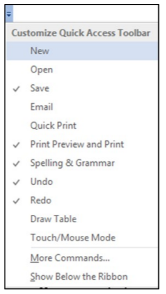 Customize Quick Access Toolbar
New
Open
Save
Email
Quick Print
Print Preview and Print
Spelling & Grammar
Undo
Redo
Draw Table
Touch/Mouse Mode
More Commands...
Show Below the Ribbon